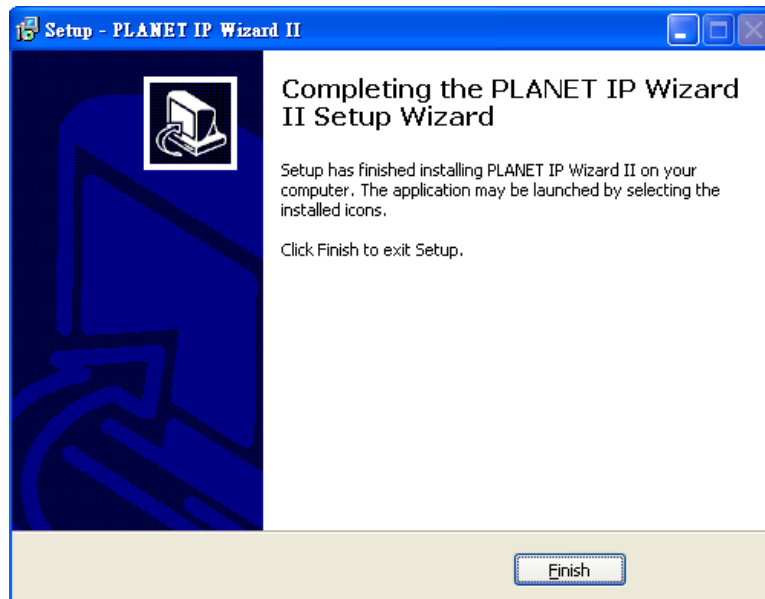 Setup - PLANET IP Wizard II
Completing the PLANET IP Wizard
II Setup Wizard
Setup has finished installing PLANET IP Wizard II on your
computer. The application may be launched by selecting the
installed icons.
Click Finish to exit Setup.
Finish